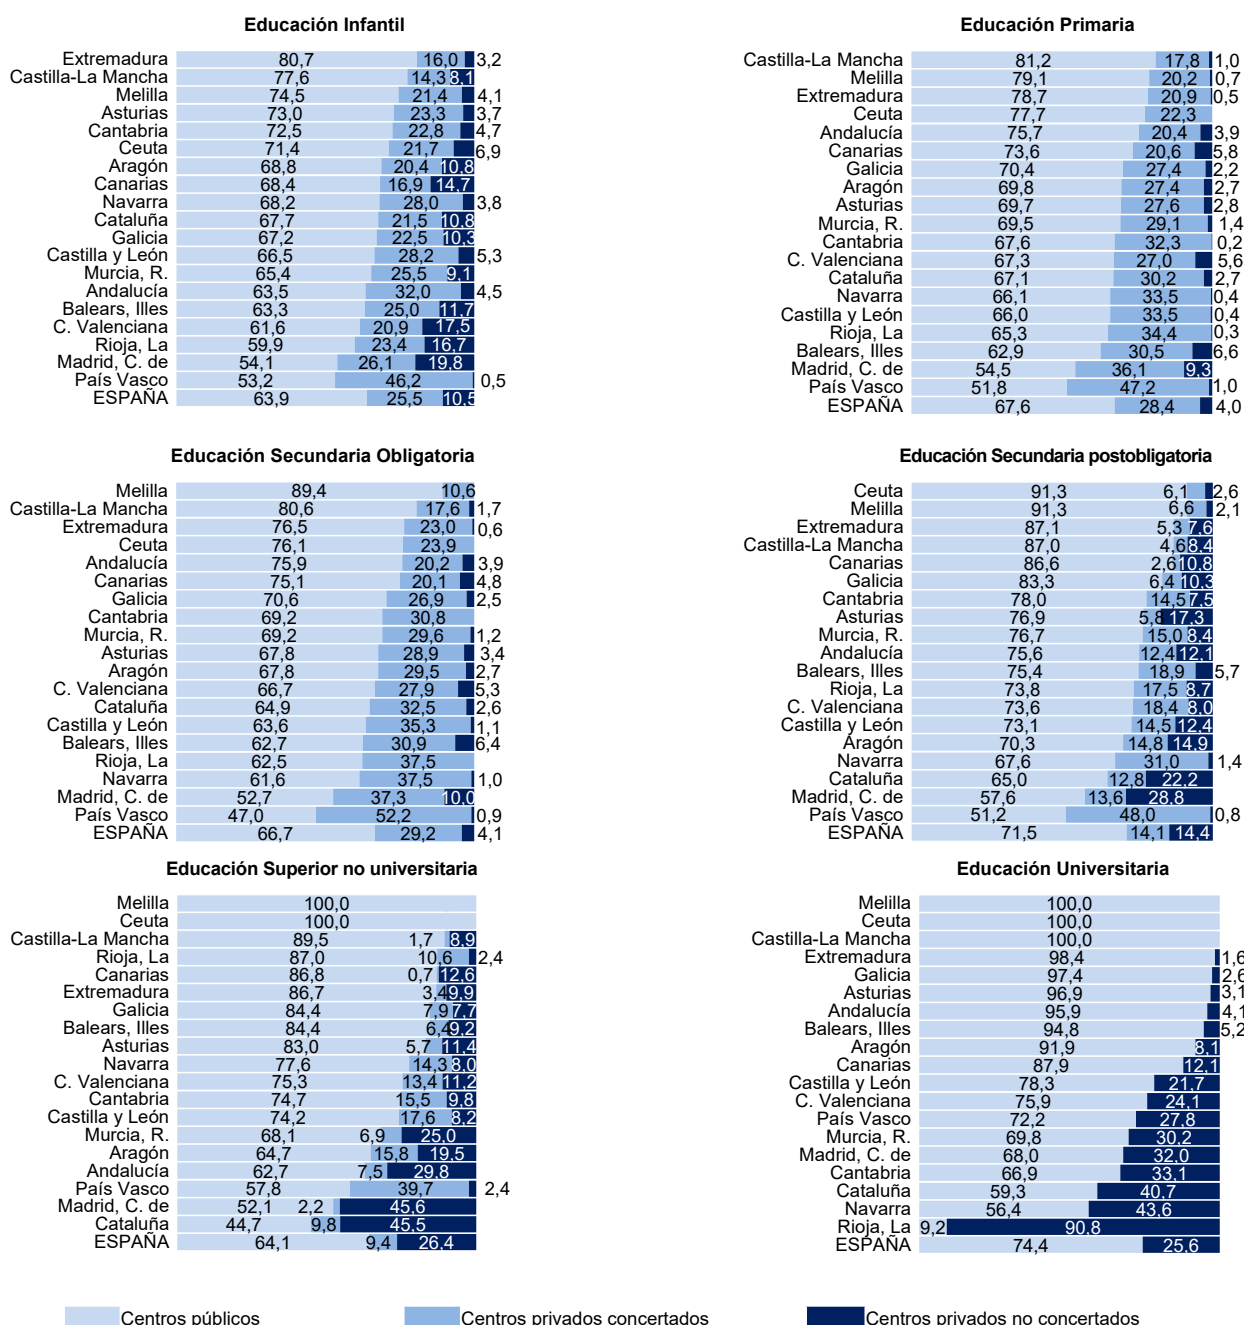 Educación Infantil
Extremadura 80,7 16,0 3,2
Castilla-La Mancha 77,6 14,3 8,1
Melilla 74,5 21,4 4,1
Asturias 73,0 23,3 3,7
Cantabria 72,5 22,8 4,7
Ceuta 71,4 21,7 6,9
Aragón 68,8 20,4 10,8
Canarias 68,4 16,9 14,7
Navarra 68,2 28,0 3,8
Cataluña 67,7 21,5 10,8
Galicia 67,2 22,5 10,3
Castilla y León 66,5 28,2 5,3
Murcia, R. 65,4 25,5 9,1
Andalucía 63,5 32,0 4,5
Balears, Illes 63,3 25,0 11,7
C. Valenciana 61,6 20,9 17,5
Rioja, La 59,9 23,4 16,7
Madrid, C. de 54,1 26,1 19,8
País Vasco 53,2 46,2 0,5
ESPAÑA 63,9 25,5 10,5
Educación Primaria
Castilla-La Mancha 81,2 17,8 1,0
Melilla 79,1 20,2 0,7
Extremadura 78,7 20,9 0,5
Ceuta 77,7 22,3
Andalucía 75,7 20,4 3,9
Canarias 73,6 20,6 5,8
Galicia 70,4 27,4 2,2
Aragón 69,8 27,4 2,7
Asturias 69,7 27,6 2,8
Murcia, R. 69,5 29,1 1,4
Cantabria 67,6 32,3 0,2
C. Valenciana 67,3 27,0 5,6
Cataluña 67,1 30,2 2,7
Navarra 66,1 33,5 0,4
Castilla y León 66,0 33,5 0,4
Rioja, La 65,3 34,4 0,3
Balears, Illes 62,9 30,5 6,6
Madrid, C. de 54,5 36,1 9,3
País Vasco 51,8 47,2 1,0
ESPAÑA 67,6 28,4 4,0
Educación Secundaria Obligatoria
Melilla 89,4 10,6
Castilla-La Mancha 80,6 17,6 1,7
Extremadura 76,5 23,0 0,6
Ceuta 76,1 23,9
Andalucía 75,9 20,2 3,9
Canarias 75,1 20,1 4,8
Galicia 70,6 26,9 2,5
Cantabria 69,2 30,8
Murcia, R. 69,2 29,6 1,2
Asturias 67,8 28,9 3,4
Aragón 67,8 29,5 2,7
C. Valenciana 66,7 27,9 5,3
Cataluña 64,9 32,5 2,6
Castilla y León 63,6 35,3 1,1
Balears, Illes 62,7 30,9 6,4
Rioja, La 62,5 37,5
Navarra 61,6 37,5 1,0
Madrid, C. de 52,7 37,3 10,0
País Vasco 47,0 52,2 0,9
ESPAÑA 66,7 29,2 4,1
Educación Secundaria postobligatoria
Ceuta 91,3 6,1 2,6
Melilla 91,3 6,6 2,1
Extremadura 87,1 5,3 7,6
Castilla-La Mancha 87,0 4,6 8,4
Canarias 86,6 2,6 10,8
Galicia 83,3 6,4 10,3
Cantabria 78,0 14,5 7,5
Asturias 76,9 5,8 17,3
Murcia, R. 76,7 15,0 8,4
Andalucía 75,6 12,4 12,1
Balears, Illes 75,4 18,9 5,7
Rioja, La 73,8 17,5 8,7
C. Valenciana 73,6 18,4 8,0
Castilla y León 73,1 14,5 12,4
Aragón 70,3 14,8 14,9
Navarra 67,6 31,0 1,4
Cataluña 65,0 12,8 22,2
Madrid, C. de 57,6 13,6 28,8
País Vasco 51,2 48,0 0,8
ESPAÑA 71,5 14,1 14,4
Educación Superior no universitaria
Melilla 100,0
Ceuta 100,0
Castilla-La Mancha 89,5 1,7 8,9
Rioja, La 87,0 10,6 2,4
Canarias 86,8 0,7 12,6
Extremadura 86,7 3,4 9,9
Galicia 84,4 7,9 7,7
Balears, Illes 84,4 6,4 9,2
Asturias 83,0 5,7 11,4
Navarra 77,6 14,3 8,0
C. Valenciana 75,3 13,4 11,2
Cantabria 74,7 15,5 9,8
Castilla y León 74,2 17,6 8,2
Murcia, R. 68,1 6,9 25,0
Aragón 64,7 15,8 19,5
Andalucía 62,7 7,5 29,8
País Vasco 57,8 39,7 2,4
Madrid, C. de 52,1 2,2 45,6
Cataluña 44,7 9,8 45,5
ESPAÑA 64,1 9,4 26,4
Educación Universitaria
Melilla 100,0
Ceuta 100,0
Castilla-La Mancha 100,0
Extremadura 98,4 1,6
Galicia 97,4 2,6
Asturias 96,9 3,1
Andalucía 95,9 4,1
Balears, Illes 94,8 5,2
Aragón 91,9 8,1
Canarias 87,9 12,1
Castilla y León 78,3 21,7
C. Valenciana 75,9 24,1
País Vasco 72,2 27,8
Murcia, R. 69,8 30,2
Madrid, C. de 68,0 32,0
Cantabria 66,9 33,1
Cataluña 59,3 40,7
Navarra 56,4 43,6
Rioja, La 9,2 90,8
ESPAÑA 74,4 25,6
Centros públicos Centros privados concertados Centros privados no concertados